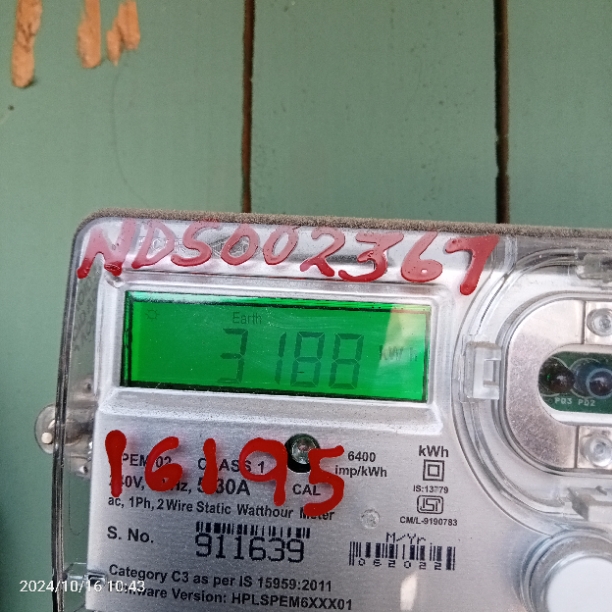 NDS002367
Earth
3188 kWh
16195
CLASS 1
6400
imp/kWh
kWh
CAL
IS:13779
ac, 1Ph, 2 Wire Static Watthour Meter
CM/L-9190783
S. No.
911639
M/Yr
062022
Category C3 as per IS 15959:2011
Firmware Version: HPLSPEM6XXX01
PD3 PD2
2024/10/16 10:43